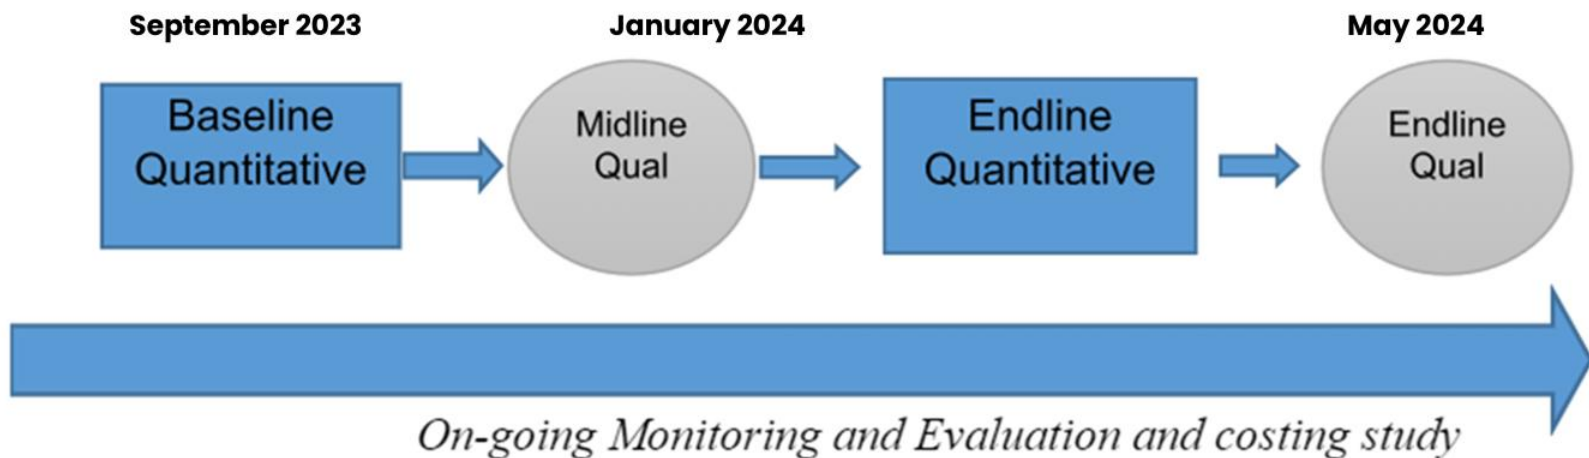 September 2023
January 2024
May 2024
Baseline
Quantitative
Midline
Qual
Endline
Quantitative
Endline
Qual
On-going Monitoring and Evaluation and costing study